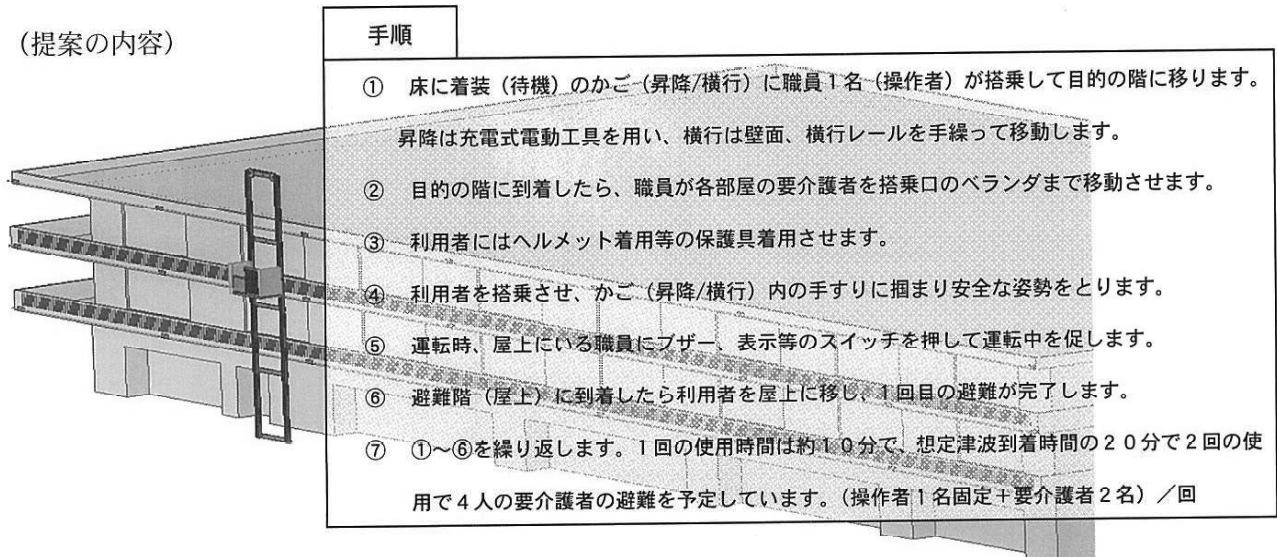 (提案の内容)
手順
① 床に着装（待機）のかご（昇降/横行）に職員１名（操作者）が搭乗して目的の階に移ります。
昇降は充電式電動工具を用い、横行は壁面、横行レールを手繰って移動します。
② 目的の階に到着したら、職員が各部屋の要介護者を搭乗口のベランダまで移動させます。
③ 利用者にはヘルメット着用等の保護具着用させます。
④ 利用者を搭乗させ、かご（昇降/横行）内の手すりに掴まり安全な姿勢をとります。
⑤ 運転時、屋上にいる職員にブザー、表示等のスイッチを押して運転中を促します。
⑥ 避難階（屋上）に到着したら利用者を屋上に移し、１回目の避難が完了します。
⑦ ①～⑥を繰り返します。１回の使用時間は約１０分で、想定津波到着時間の２０分で２回の使
用で４人の要介護者の避難を予定しています。（操作者１名固定＋要介護者２名）／回